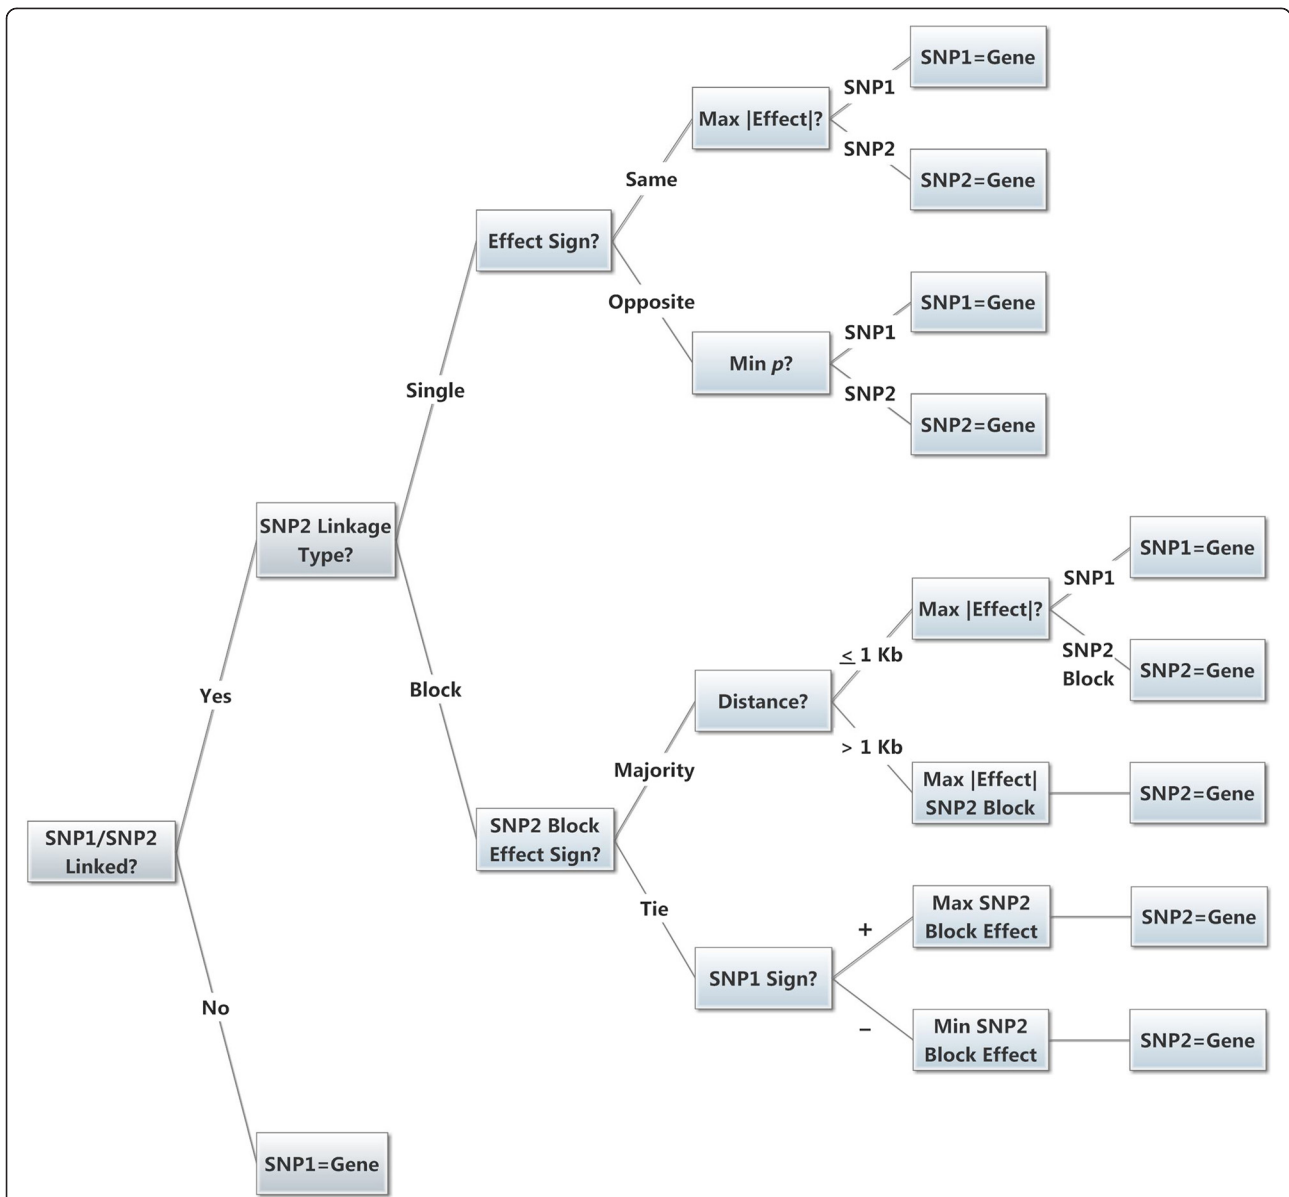 SNP1=Gene
SNP1
Max |Effect|?
SNP2
SNP2=Gene
Same
Effect Sign?
Opposite
SNP1=Gene
SNP1
Min p?
SNP2
SNP2=Gene
Single
SNP2 Linkage
Type?
Yes
Block
SNP1=Gene
SNP1
Max |Effect|?
SNP2
Block
SNP2=Gene
≤ 1 Kb
Distance?
> 1 Kb
Max |Effect|
SNP2 Block
SNP2=Gene
Majority
SNP2 Block
Effect Sign?
Tie
SNP1/SNP2
Linked?
+
Max SNP2
Block Effect
SNP2=Gene
SNP1 Sign?
−
Min SNP2
Block Effect
SNP2=Gene
No
SNP1=Gene